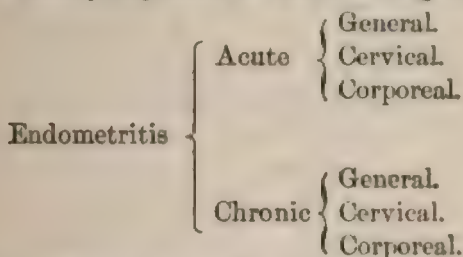 General.
Acute
Cervical.
Corporeal.
Endometritis
General.
Chronic
Cervical.
Corporeal.